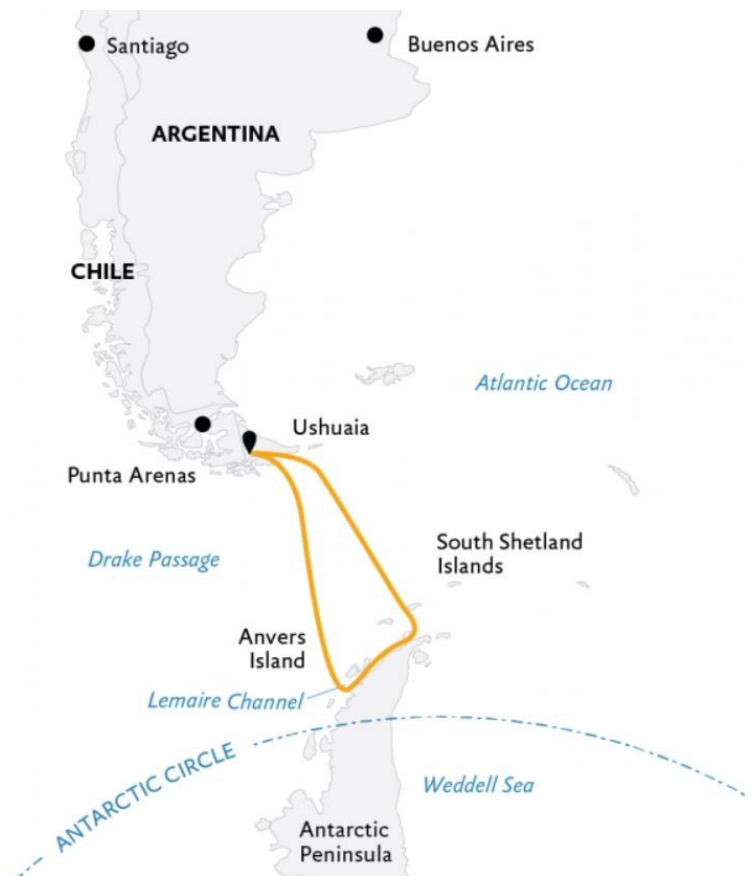 Santiago
Buenos Aires
ARGENTINA
CHILE
Atlantic Ocean
Ushuaia
Punta Arenas
South Shetland
Islands
Drake Passage
Anvers
Island
Lemaire Channel
ANTARCTIC CIRCLE
Weddell Sea
Antarctic
Peninsula